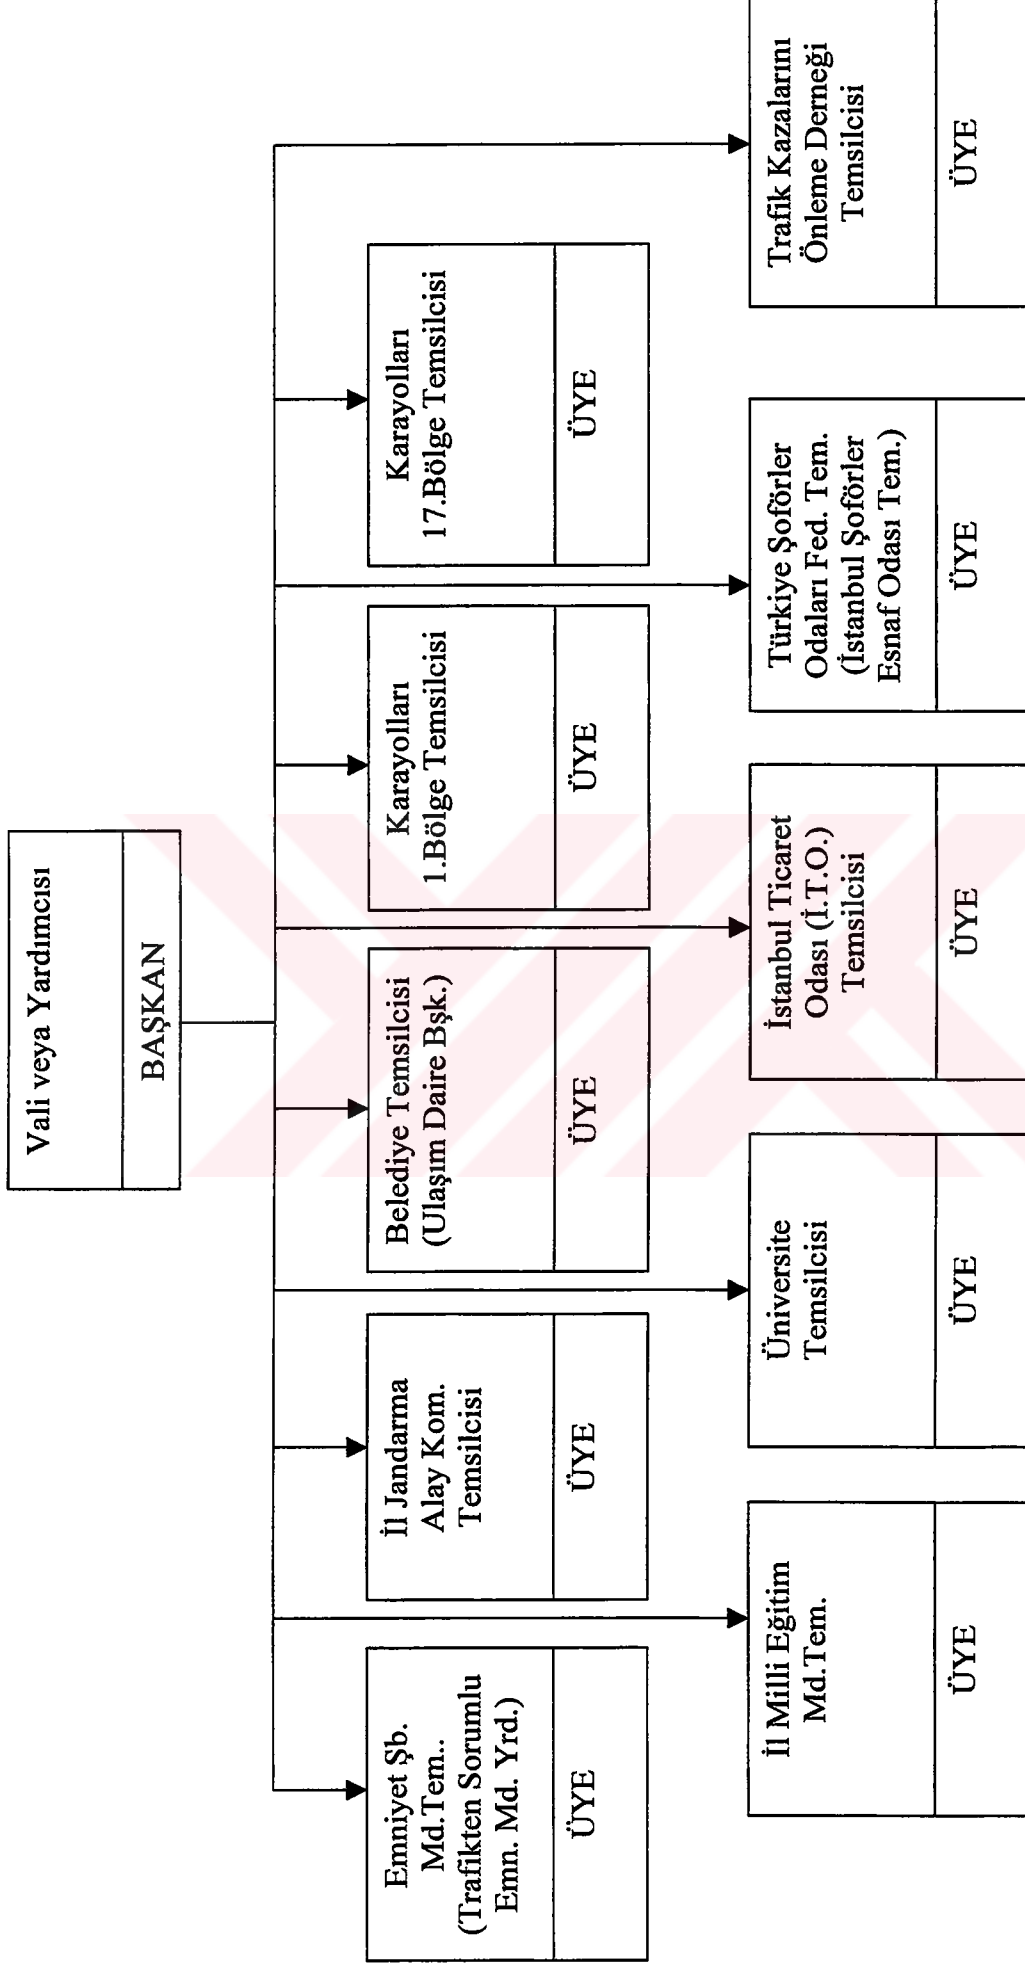 Vali veya Yardımcısı
BAŞKAN
Emniyet Şb.
Md.Tem..
(Trafikten Sorumlu
Emn. Md. Yrd.)
ÜYE
İl Jandarma
Alay Kom.
Temsilcisi
ÜYE
Belediye Temsilcisi
(Ulaşım Daire Bşk.)
ÜYE
Karayolları
1.Bölge Temsilcisi
ÜYE
Karayolları
17.Bölge Temsilcisi
ÜYE
İl Milli Eğitim
Md.Tem.
ÜYE
Üniversite
Temsilcisi
ÜYE
İstanbul Ticaret
Odası (İ.T.O.)
Temsilcisi
ÜYE
Türkiye Şoförler
Odaları Fed. Tem.
(İstanbul Şoförler
Esnaf Odası Tem.)
ÜYE
Trafik Kazalarını
Önleme Derneği
Temsilcisi
ÜYE